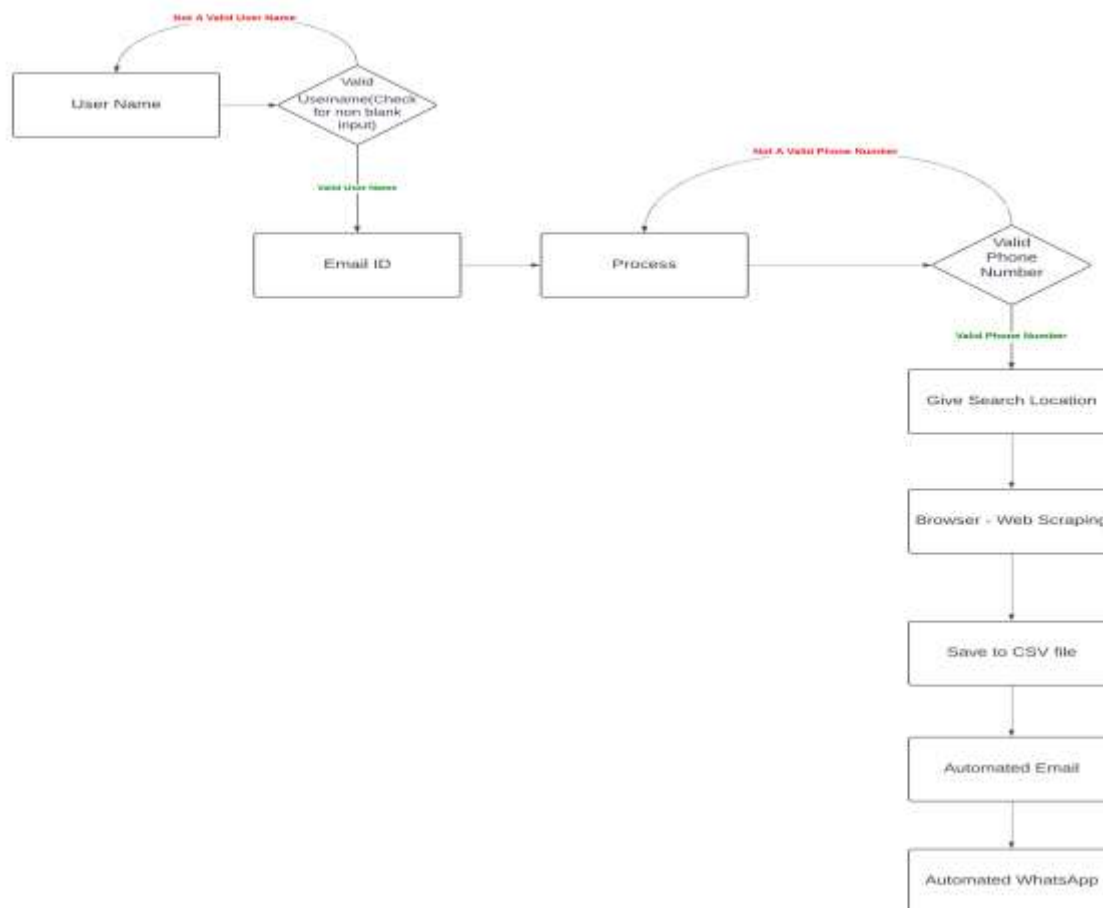 Not A Valid User Name
User Name
Valid
Username(Check
for non blank
input)
Valid User Name
Not A Valid Phone Number
Email ID
Process
Valid
Phone
Number
Valid Phone Number
Give Search Location
Browser - Web Scraping
Save to CSV file
Automated Email
Automated WhatsApp